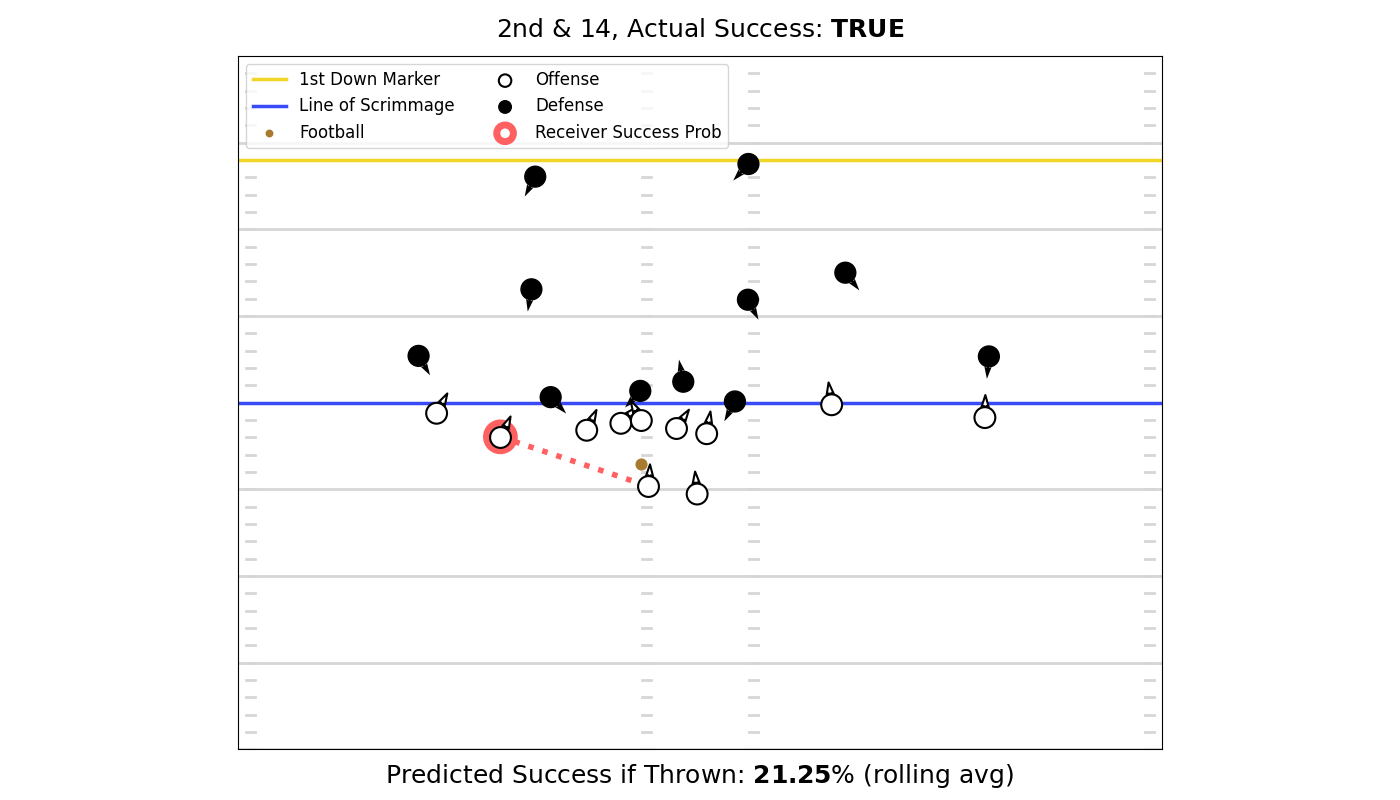 2nd & 14, Actual Success: TRUE
1st Down Marker
Line of Scrimmage
Football
Offense
Defense
Receiver Success Prob
Predicted Success if Thrown: 21.25% (rolling avg)